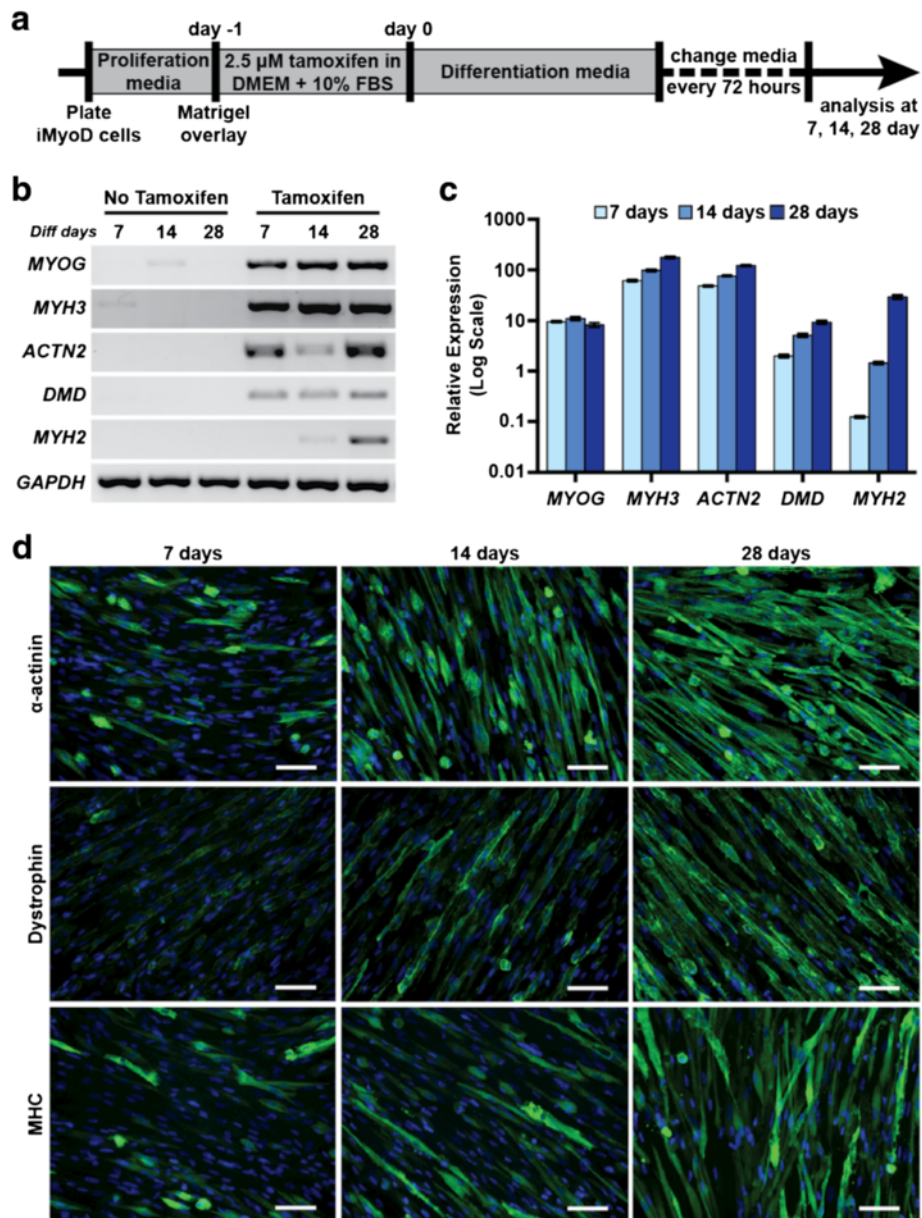 a
day -1
day 0
Proliferation
media
2.5 µM tamoxifen in
DMEM + 10% FBS
Differentiation media
change media
every 72 hours
Plate
iMyoD cells
Matrigel
overlay
analysis at
7, 14, 28 day
b
No Tamoxifen
Tamoxifen
Diff days
7 14 28 7 14 28
MYOG
MYH3
ACTN2
DMD
MYH2
GAPDH
c
7 days 14 days 28 days
Relative Expression
(Log Scale)
1000
100
10
1
0.1
0.01
MYOG MYH3 ACTN2 DMD MYH2
d
7 days 14 days 28 days
α-actinin
Dystrophin
MHC